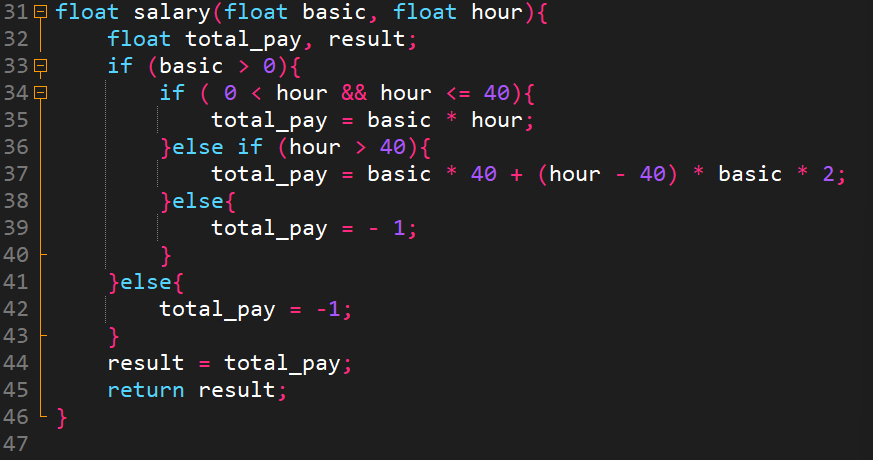 31 float salary(float basic, float hour){
32     float total_pay, result;
33     if (basic > 0){
34         if ( 0 < hour && hour <= 40){
35             total_pay = basic * hour;
36         }else if (hour > 40){
37             total_pay = basic * 40 + (hour - 40) * basic * 2;
38         }else{
39             total_pay = - 1;
40         }
41     }else{
42         total_pay = -1;
43     }
44     result = total_pay;
45     return result;
46 }
47